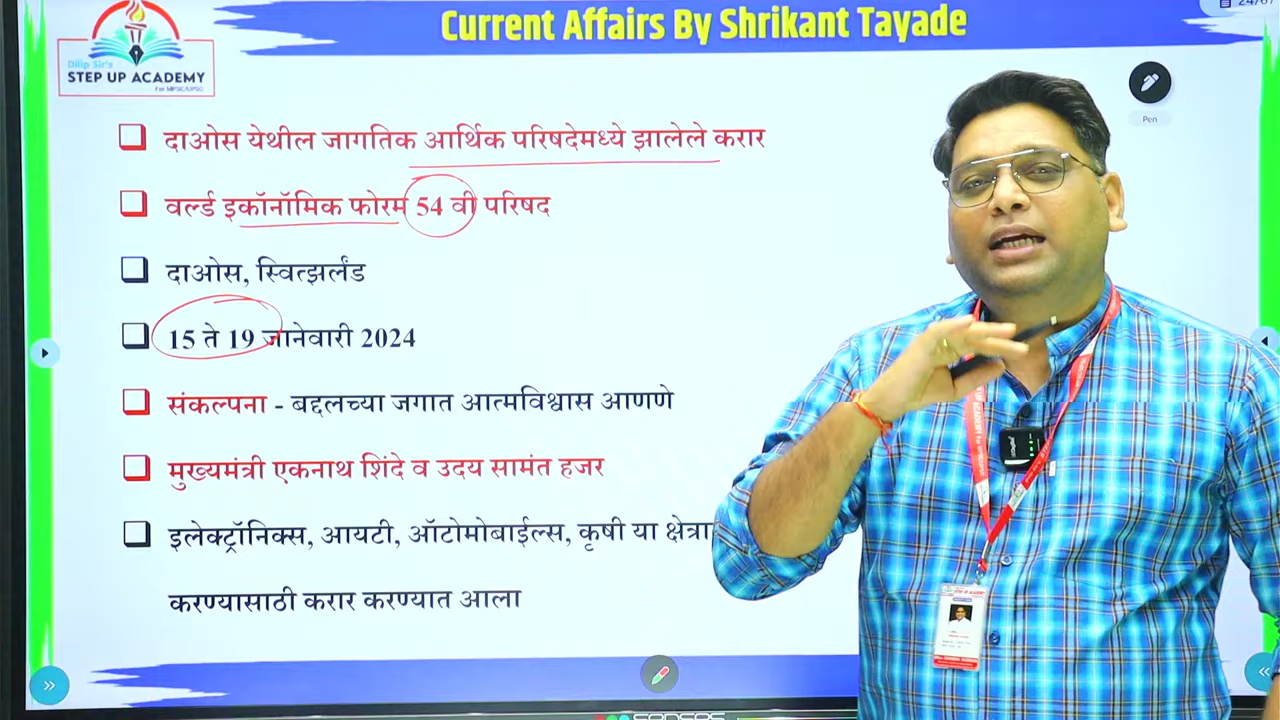 Current Affairs By Shrikant Tayade
Dilip Sir's
STEP UP ACADEMY
For MPSC/UPSC
Pen
दाओस येथील जागतिक आर्थिक परिषदेमध्ये झालेले करार
वर्ल्ड इकॉनॉमिक फोरम 54 वी परिषद
दाओस, स्वित्झर्लंड
15 ते 19 जानेवारी 2024
संकल्पना - बद्दलच्या जगात आत्मविश्वास आणणे
मुख्यमंत्री एकनाथ शिंदे व उदय सामंत हजर
इलेक्ट्रॉनिक्स, आयटी, ऑटोमोबाईल्स, कृषी या क्षेत्रा
करण्यासाठी करार करण्यात आला